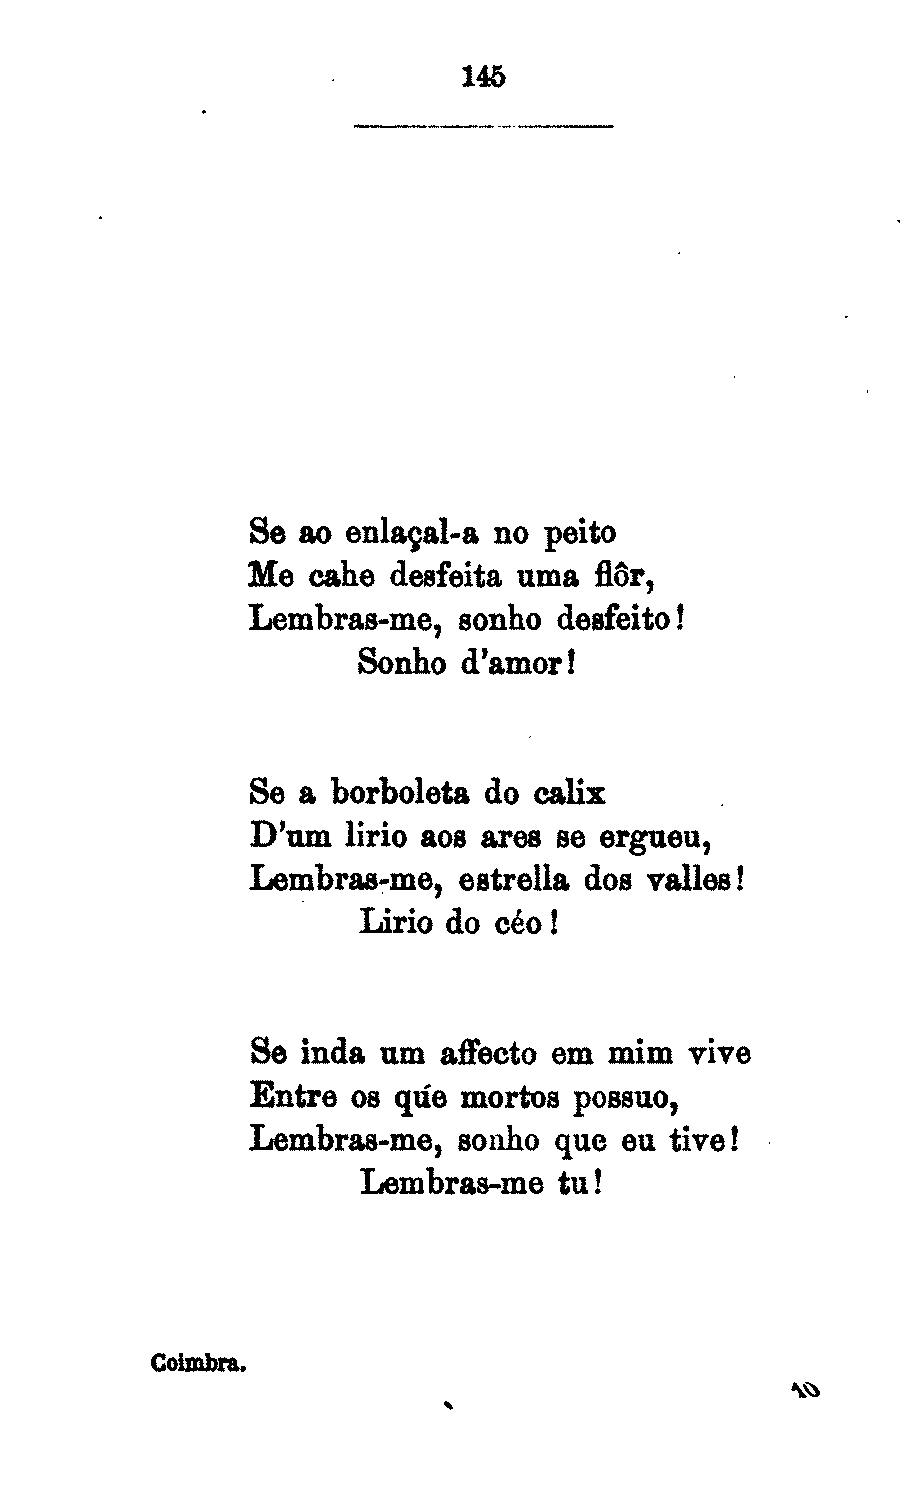 145
Se ao enlaçal-a no peito
Me cahe desfeita uma flôr,
Lembras-me, sonho desfeito!
Sonho d'amor!
Se a borboleta do calix
D'um lirio aos ares se ergueu,
Lembras-me, estrella dos valles!
Lirio do céo!
Se inda um affecto em mim vive
Entre os que mortos possuo,
Lembras-me, sonho que eu tive!
Lembras-me tu!
Coimbra.
10